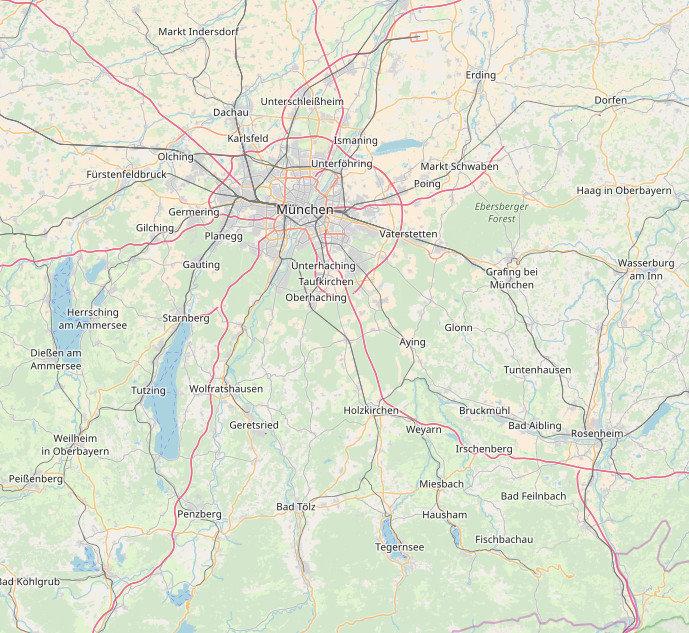 Markt Indersdorf
Erding
Unterschleißheim
Dorfen
Dachau
Karlsfeld
Ismaning
Olching
Unterföhring
Markt Schwaben
Fürstenfeldbruck
Poing
Haag in Oberbayern
Germering
München
Ebersberger
Forest
Gilching
Planegg
Vaterstetten
Gauting
Unterhaching
Grafing bei
München
Wasserburg
am Inn
Taufkirchen
Oberhaching
Herrsching
am Ammersee
Starnberg
Glonn
Aying
Dießen am
Ammersee
Tuntenhausen
Tutzing
Wolfratshausen
Holzkirchen
Bruckmühl
Geretsried
Weyarn
Bad Aibling
Rosenheim
Weilheim
in Oberbayern
Irschenberg
Peißenberg
Miesbach
Bad Feilnbach
Penzberg
Bad Tölz
Hausham
Tegernsee
Fischbachau
Bad Kohlgrub